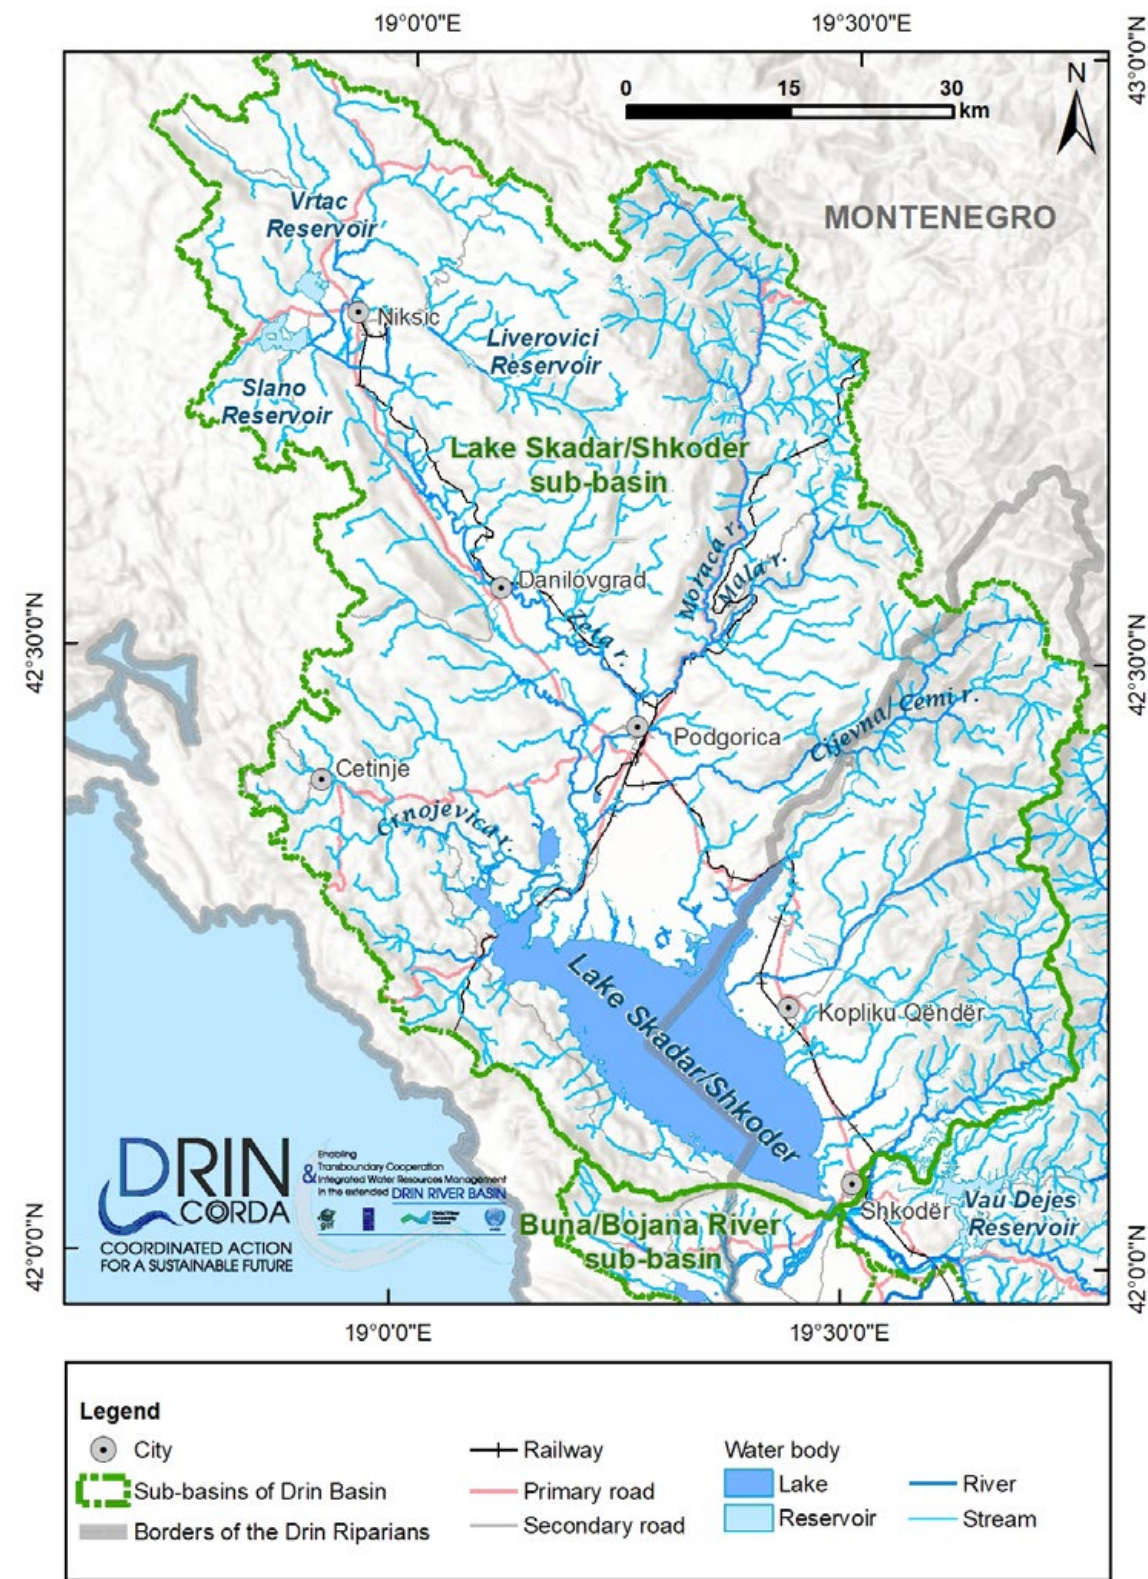 19°0'0"E
19°30'0"E
43°0'0"N
N
0
15
30
km
MONTENEGRO
Vrtac
Reservoir
Niksic
Liverovici
Reservoir
Slano
Reservoir
Lake Skadar/Shkoder
sub-basin
Moraca r.
Mala r.
Danilovgrad
Zeta r.
42°30'0"N
42°30'0"N
Cijevna/Cemi r.
Podgorica
Cetinje
Crnojevica r.
Lake Skadar/Shkoder
Kopliku Qëndër
DRIN
CORDA
COORDINATED ACTION
FOR A SUSTAINABLE FUTURE
Enabling
Transboundary Cooperation
& Integrated Water Resources Management
in the extended DRIN RIVER BASIN
gef
Shkodër
Vau Dejes
Reservoir
Buna/Bojana River
sub-basin
42°0'0"N
42°0'0"N
19°0'0"E
19°30'0"E
Legend
City
Sub-basins of Drin Basin
Borders of the Drin Riparians
Railway
Primary road
Secondary road
Water body
Lake
Reservoir
River
Stream